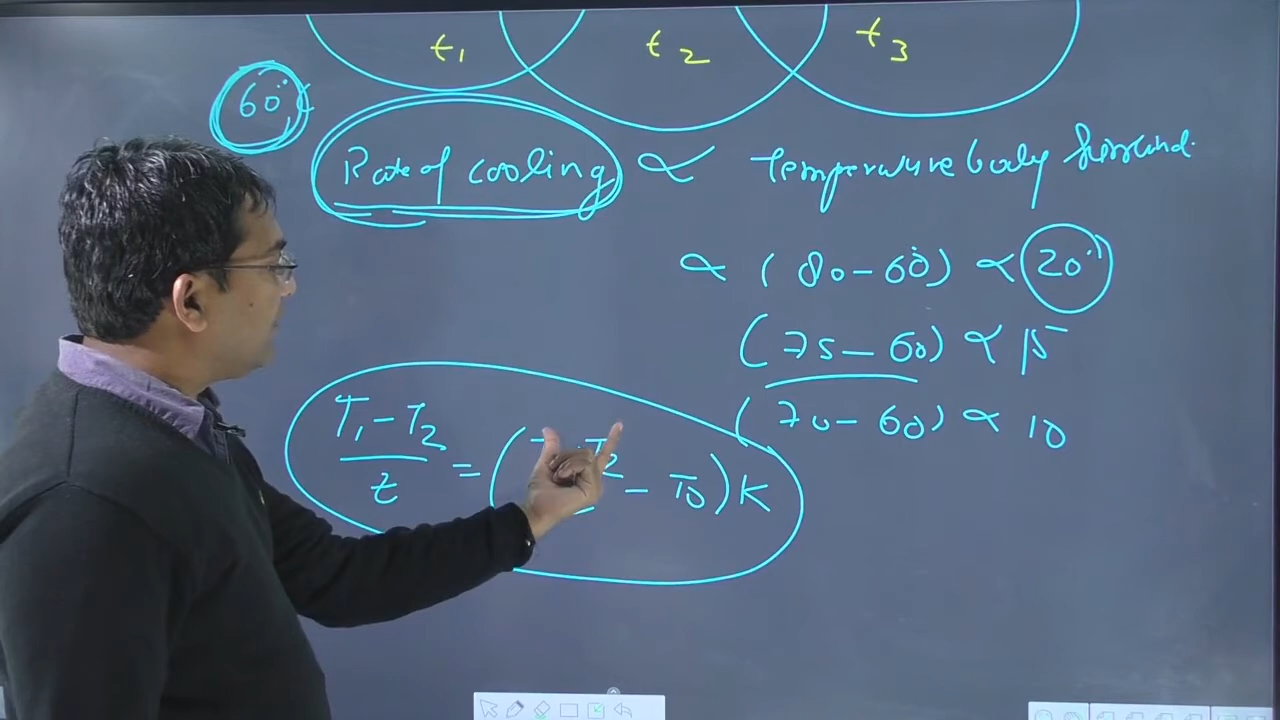 t₁ t₂ t₃
60°C
Rate of cooling ∝ Temperature body
∝ (80-60) ∝ 20°
(75-60) ∝ 15
(70-60) ∝ 10
T₁-T₂
t
= ( T₂
- T₀) K